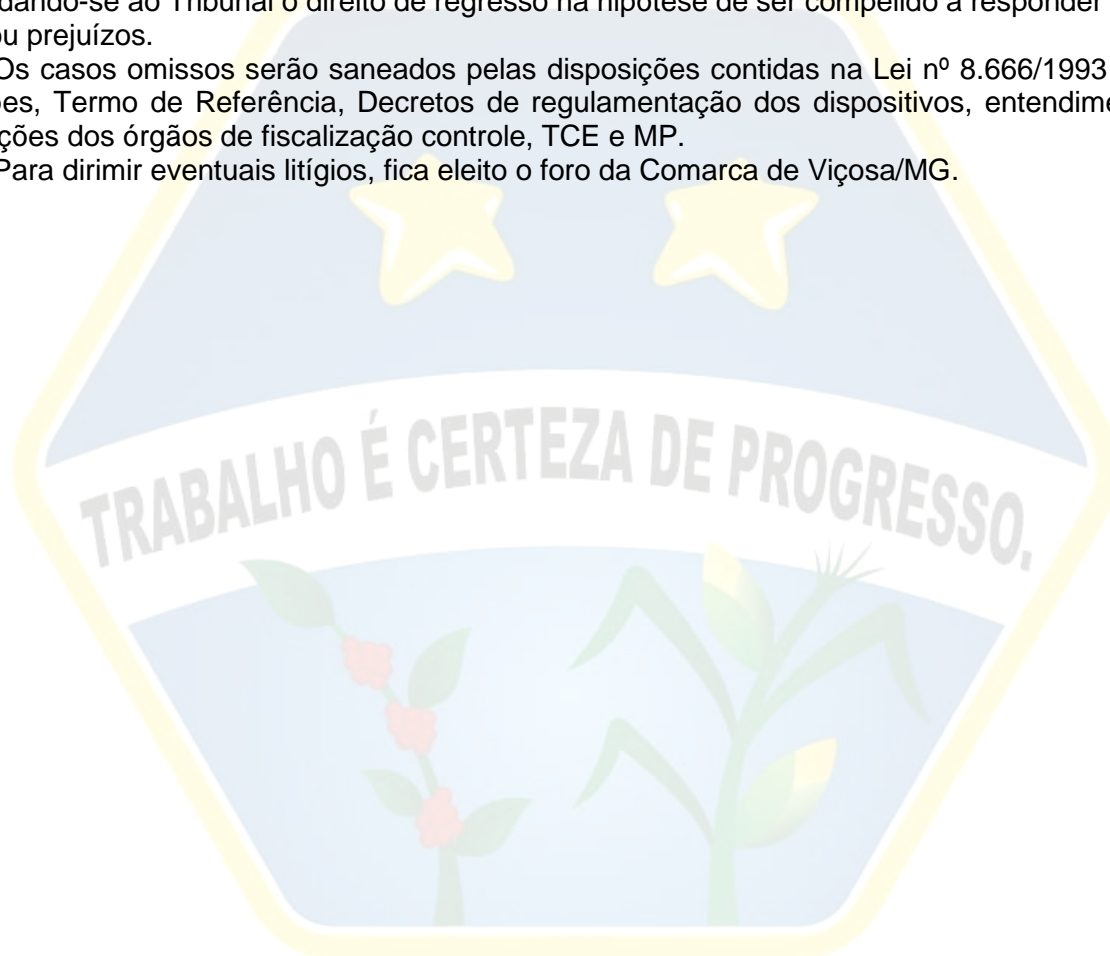 dando-se ao Tribunal o direito de regresso na hipótese de ser compelido a responder
ou prejuízos.
Os casos omissos serão saneados pelas disposições contidas na Lei nº 8.666/1993
ões, Termo de Referência, Decretos de regulamentação dos dispositivos, entendime
ções dos órgãos de fiscalização controle, TCE e MP.
Para dirimir eventuais litígios, fica eleito o foro da Comarca de Viçosa/MG.
TRABALHO É CERTEZA DE PROGRESSO.